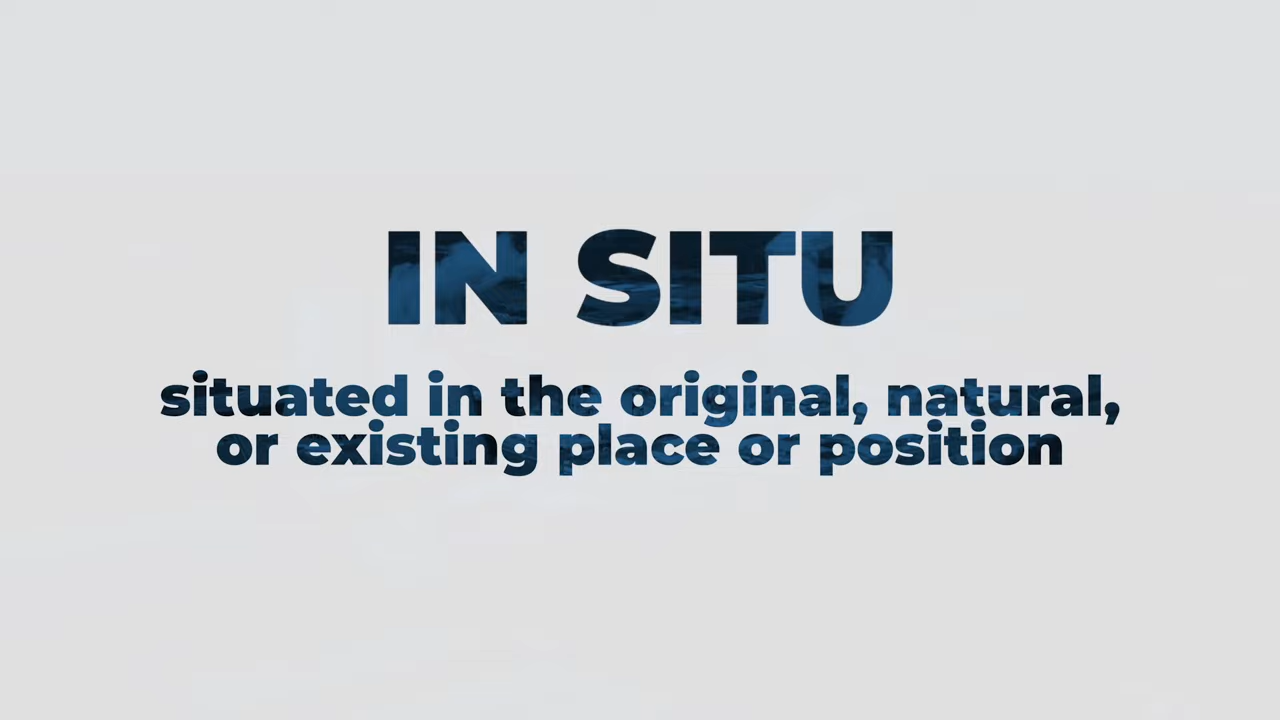 IN SITU
situated in the original, natural,
or existing place or position